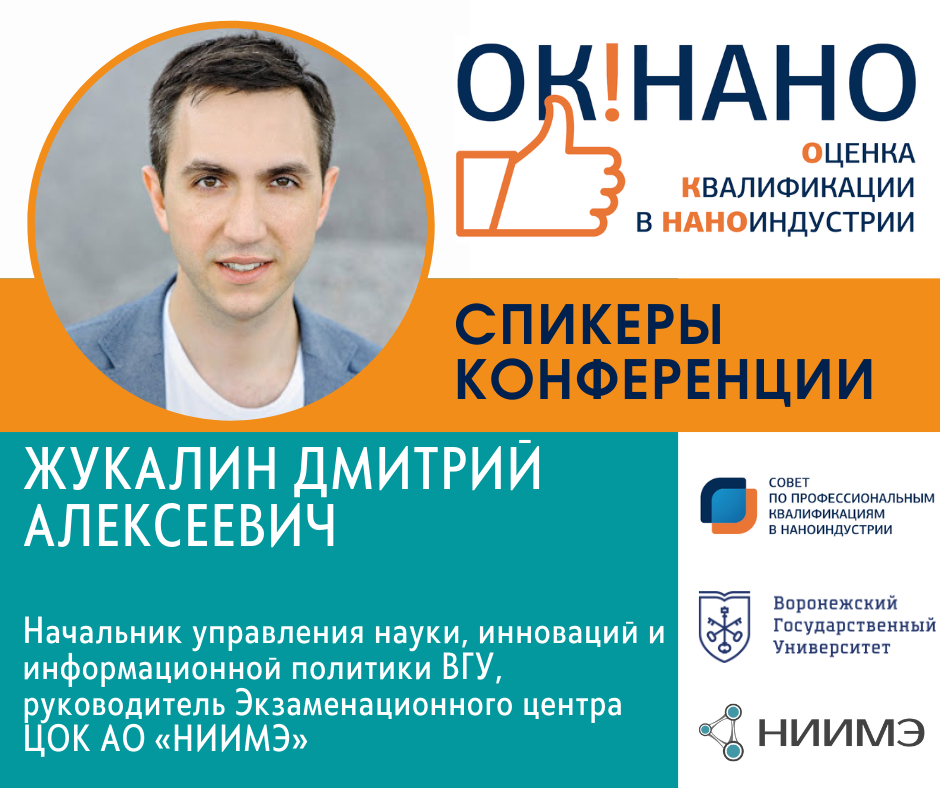 ОК!НАНО
ОЦЕНКА
КВАЛИФИКАЦИИ
В НАНОИНДУСТРИИ
СПИКЕРЫ
КОНФЕРЕНЦИИ
ЖУКАЛИН ДМИТРИЙ
АЛЕКСЕЕВИЧ
Начальник управления науки, инноваций и
информационной политики ВГУ,
руководитель Экзаменационного центра
ЦОК АО «НИИМЭ»
СОВЕТ
ПО ПРОФЕССИОНАЛЬНЫМ
КВАЛИФИКАЦИЯМ
В НАНОИНДУСТРИИ
Воронежский
Государственный
Университет
НИИМЭ